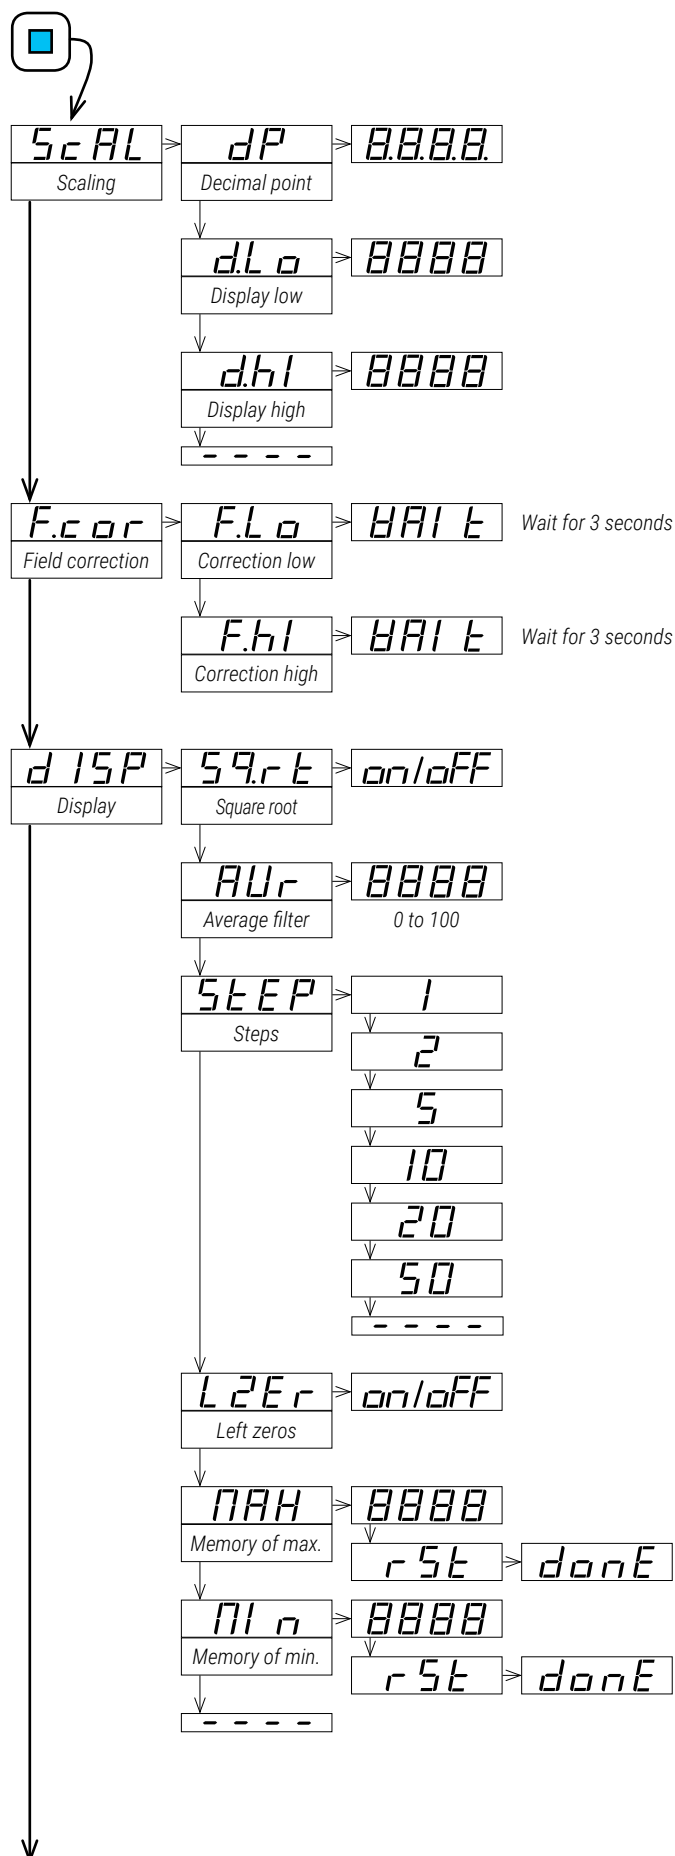 ScAL dP 8.8.8.8.
Scaling Decimal point
d.Lo 8888
Display low
d.hI 8888
Display high
- - - -
F.cor F.Lo WAIt Wait for 3 seconds
Field correction Correction low
F.hI WAIt Wait for 3 seconds
Correction high
dISP Sq.rt on/oFF
Display Square root
AVr 8888
Average filter 0 to 100
StEP 1
Steps
2
5
10
20
50
- - - -
LZEr on/oFF
Left zeros
MAX 8888
Memory of max.
rSt donE
MIn 8888
Memory of min.
rSt donE
- - - -